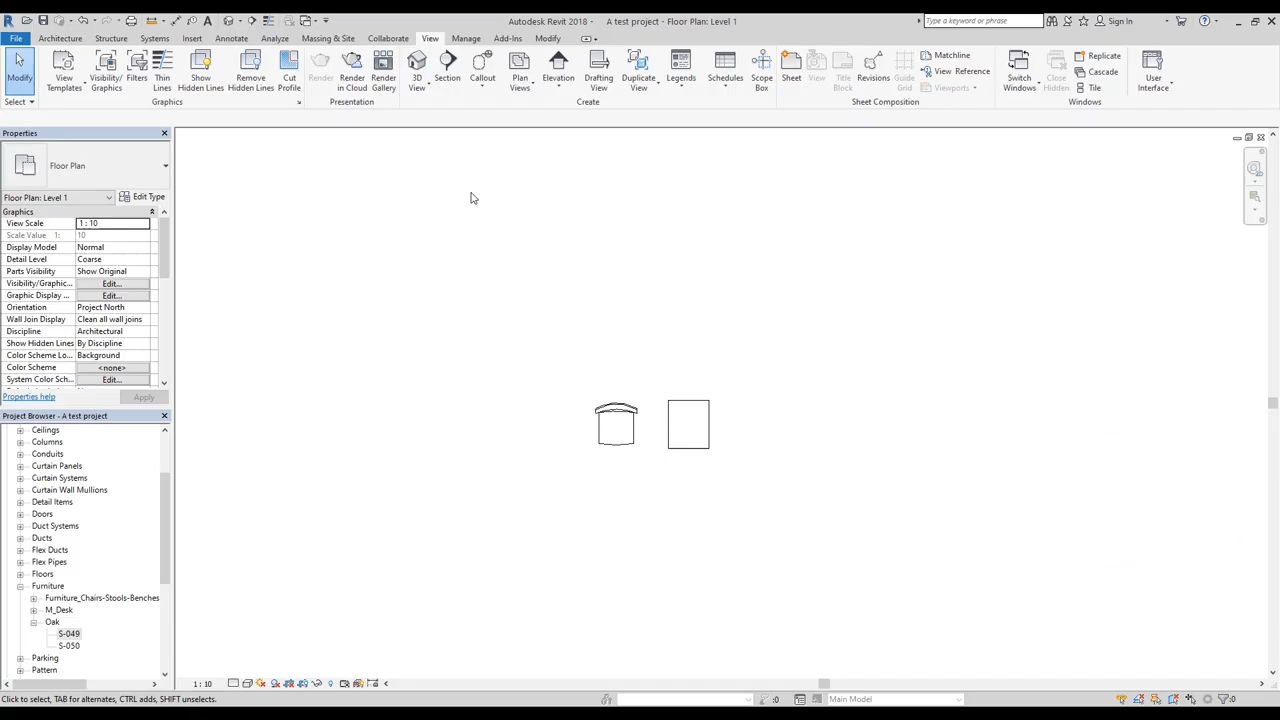 Autodesk Revit 2018 - A test project - Floor Plan: Level 1
Type a keyword or phrase
Sign In
File Architecture Structure Systems Insert Annotate Analyze Massing & Site Collaborate View Manage Add-Ins Modify
Modify
View Templates
Visibility/ Graphics
Filters
Thin Lines
Show Hidden Lines
Remove Hidden Lines
Cut Profile
Render
Render in Cloud
Render Gallery
3D View
Section
Callout
Plan Views
Elevation
Drafting View
Duplicate View
Legends
Schedules
Scope Box
Sheet
View
Title Block
Revisions
Guide Grid
Matchline
View Reference
Viewports
Switch Windows
Close Hidden
Replicate
Cascade
Tile
User Interface
Select Graphics Presentation Create Sheet Composition Windows
Properties
Floor Plan
Floor Plan: Level 1 Edit Type
Graphics
View Scale 1 : 10
Scale Value 1: 10
Display Model Normal
Detail Level Coarse
Parts Visibility Show Original
Visibility/Graphic... Edit...
Graphic Display ... Edit...
Orientation Project North
Wall Join Display Clean all wall joins
Discipline Architectural
Show Hidden Lines By Discipline
Color Scheme Lo... Background
Color Scheme <none>
System Color Sch... Edit...
Properties help Apply
Project Browser - A test project
Ceilings
Columns
Conduits
Curtain Panels
Curtain Systems
Curtain Wall Mullions
Detail Items
Doors
Duct Systems
Ducts
Flex Ducts
Flex Pipes
Floors
Furniture
Furniture_Chairs-Stools-Benches
M_Desk
Oak
S-049
S-050
Parking
Pattern
1 : 10
Click to select, TAB for alternates, CTRL adds, SHIFT unselects. :0 Main Model :0